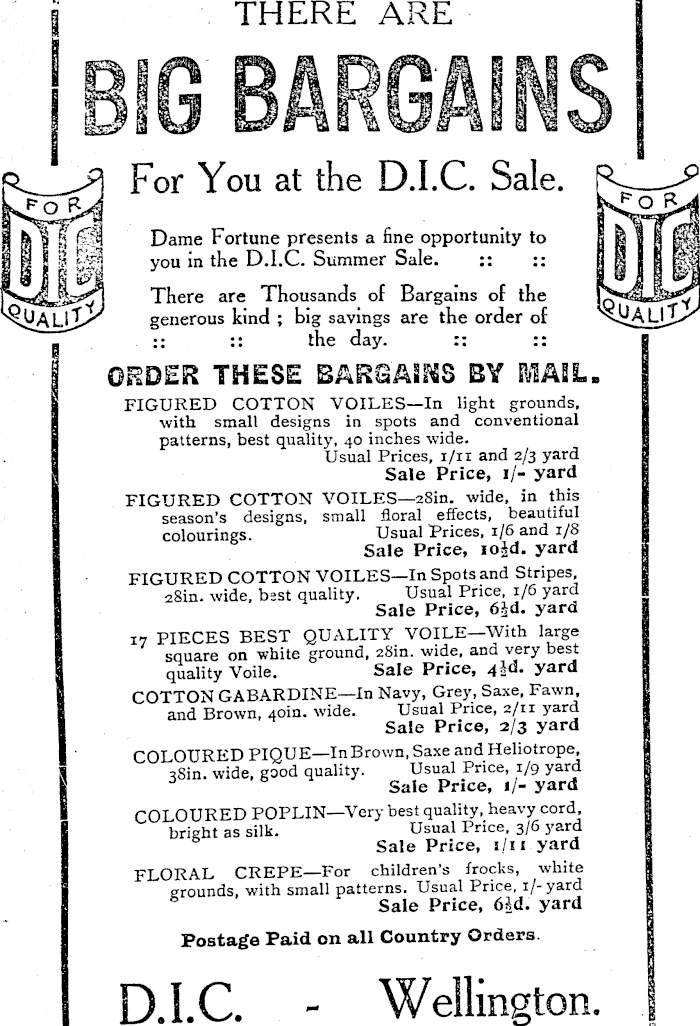 THERE ARE
BIG BARGAINS
For You at the D.I.C. Sale.
FOR
DIC
QUALITY
FOR
DIC
QUALITY
Dame Fortune presents a fine opportunity to
you in the D.I.C. Summer Sale. :: ::
There are Thousands of Bargains of the
generous kind ; big savings are the order of
:: :: the day. :: ::
ORDER THESE BARGAINS BY MAIL.
FIGURED COTTON VOILES—In light grounds,
with small designs in spots and conventional
patterns, best quality, 40 inches wide.
Usual Prices, 1/11 and 2/3 yard
Sale Price, 1/- yard
FIGURED COTTON VOILES—28in. wide, in this
season's designs, small floral effects, beautiful
colourings. Usual Prices, 1/6 and 1/8
Sale Price, 10½d. yard
FIGURED COTTON VOILES—In Spots and Stripes,
28in. wide, best quality. Usual Price, 1/6 yard
Sale Price, 6½d. yard
17 PIECES BEST QUALITY VOILE—With large
square on white ground, 28in. wide, and very best
quality Voile. Sale Price, 4½d. yard
COTTON GABARDINE—In Navy, Grey, Saxe, Fawn,
and Brown, 40in. wide. Usual Price, 2/11 yard
Sale Price, 2/3 yard
COLOURED PIQUE—In Brown, Saxe and Heliotrope,
38in. wide, good quality. Usual Price, 1/9 yard
Sale Price, 1/- yard
COLOURED POPLIN—Very best quality, heavy cord,
bright as silk. Usual Price, 3/6 yard
Sale Price, 1/11 yard
FLORAL CREPE—For children's frocks, white
grounds, with small patterns. Usual Price, 1/- yard
Sale Price, 6½d. yard
Postage Paid on all Country Orders.
D.I.C. - Wellington.